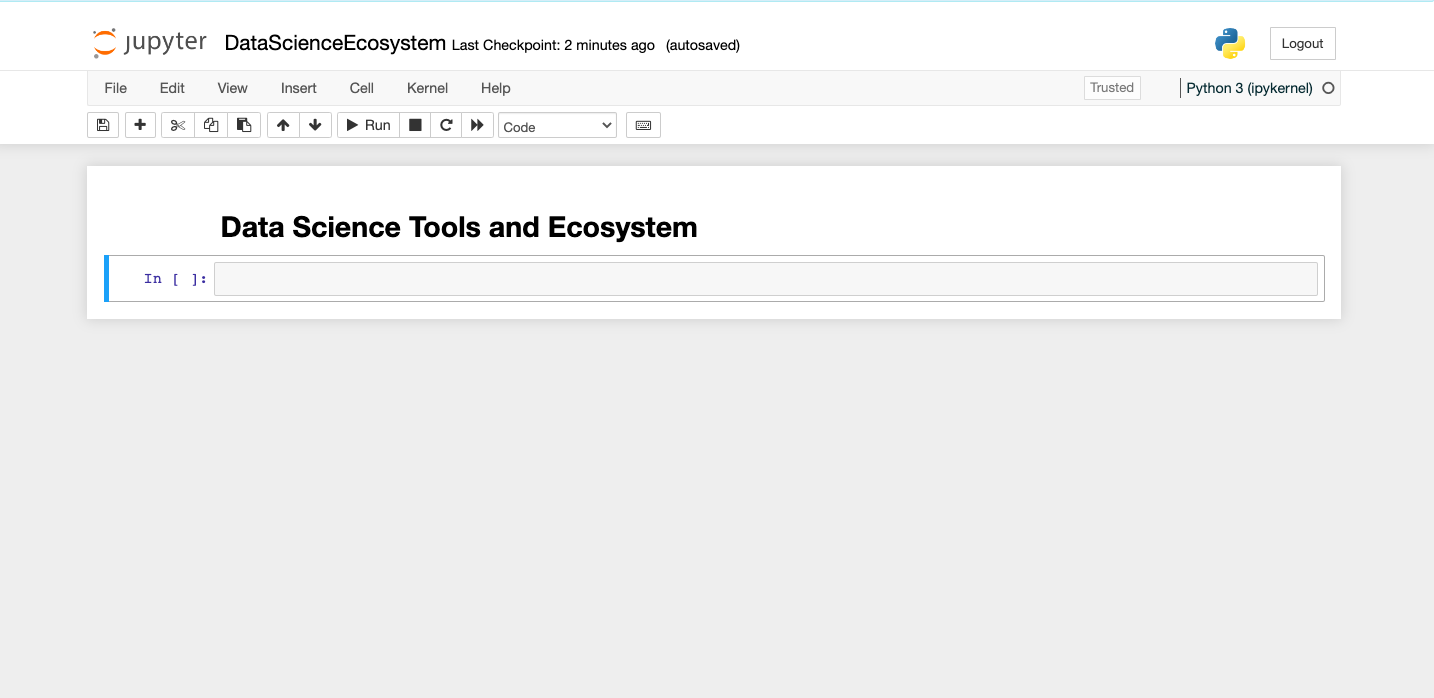 jupyter DataScienceEcosystem Last Checkpoint: 2 minutes ago (autosaved) Logout
File Edit View Insert Cell Kernel Help Trusted Python 3 (ipykernel)
Run Code
Data Science Tools and Ecosystem
In [ ]: